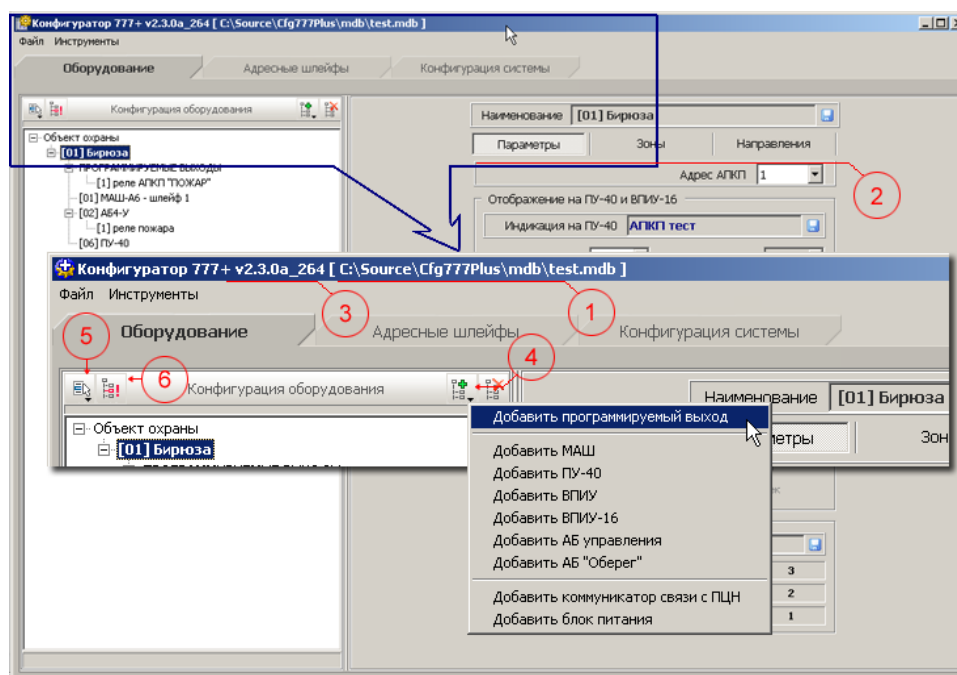 Конфигуратор 777+ v2.3.0a_264 [ C:\Source\Cfg777Plus\mdb\test.mdb ]
Файл Инструменты
Оборудование Адресные шлейфы Конфигурация системы
Конфигурация оборудования
Наименование [01] Бирюза
Объект охраны
Параметры Зоны Направления
[01] Бирюза
ПРОГРАММИРУЕМЫЕ ВЫХОДЫ
Адрес АПКП 1
[1] реле АПКП "ПОЖАР"
2
[01] МАШ-А6 - шлейф 1
Отображение на ПУ-40 и ВПИУ-16
[02] АБ4-У
[1] реле пожара
Индикация на ПУ-40 АПКП тест
[06] ПУ-40
Конфигуратор 777+ v2.3.0a_264 [ C:\Source\Cfg777Plus\mdb\test.mdb ]
Файл Инструменты
3
1
5
Оборудование Адресные шлейфы Конфигурация системы
4
6
Конфигурация оборудования
Наименование [01] Бирюза
Добавить программируемый выход
Объект охраны
[01] Бирюза
етры Зон
Добавить МАШ
Добавить ПУ-40
Добавить ВПИУ
Добавить ВПИУ-16
Добавить АБ управления
Добавить АБ "Оберег"
3
Добавить коммуникатор связи с ПЦН
2
Добавить блок питания
1